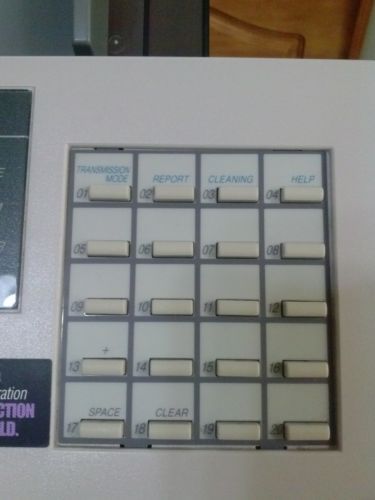 TRANSMISSION
MODE
REPORT
CLEANING
HELP
01 02 03 04
05 06 07 08
09 10 11 12
+
13 14 15 16
SPACE CLEAR
17 18 19 20
ration
CTION
LD.